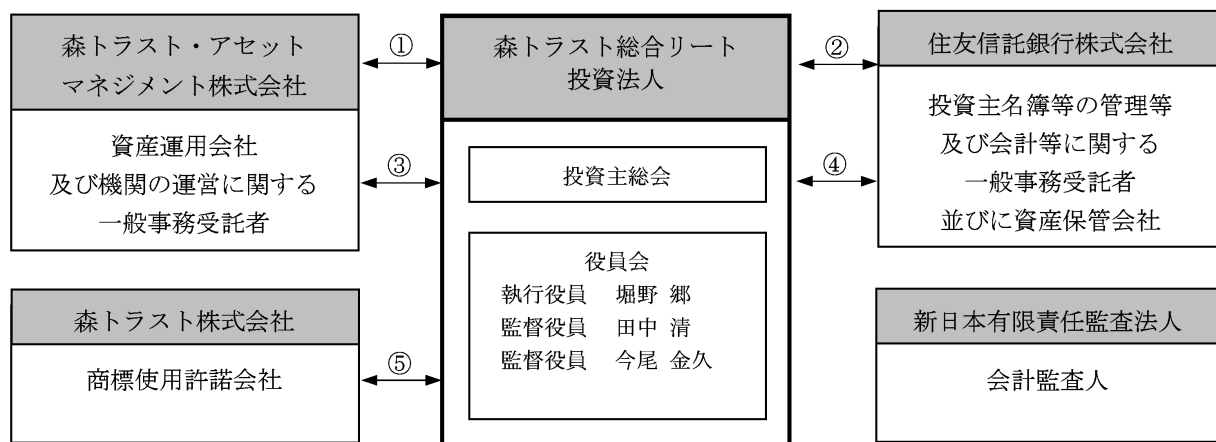 森トラスト・アセット
マネジメント株式会社
資産運用会社
及び機関の運営に関する
一般事務受託者
①
③
森トラスト株式会社
商標使用許諾会社
⑤
森トラスト総合リート
投資法人
投資主総会
役員会
執行役員 堀野 郷
監督役員 田中 清
監督役員 今尾 金久
②
④
住友信託銀行株式会社
投資主名簿等の管理等
及び会計等に関する
一般事務受託者
並びに資産保管会社
新日本有限責任監査法人
会計監査人